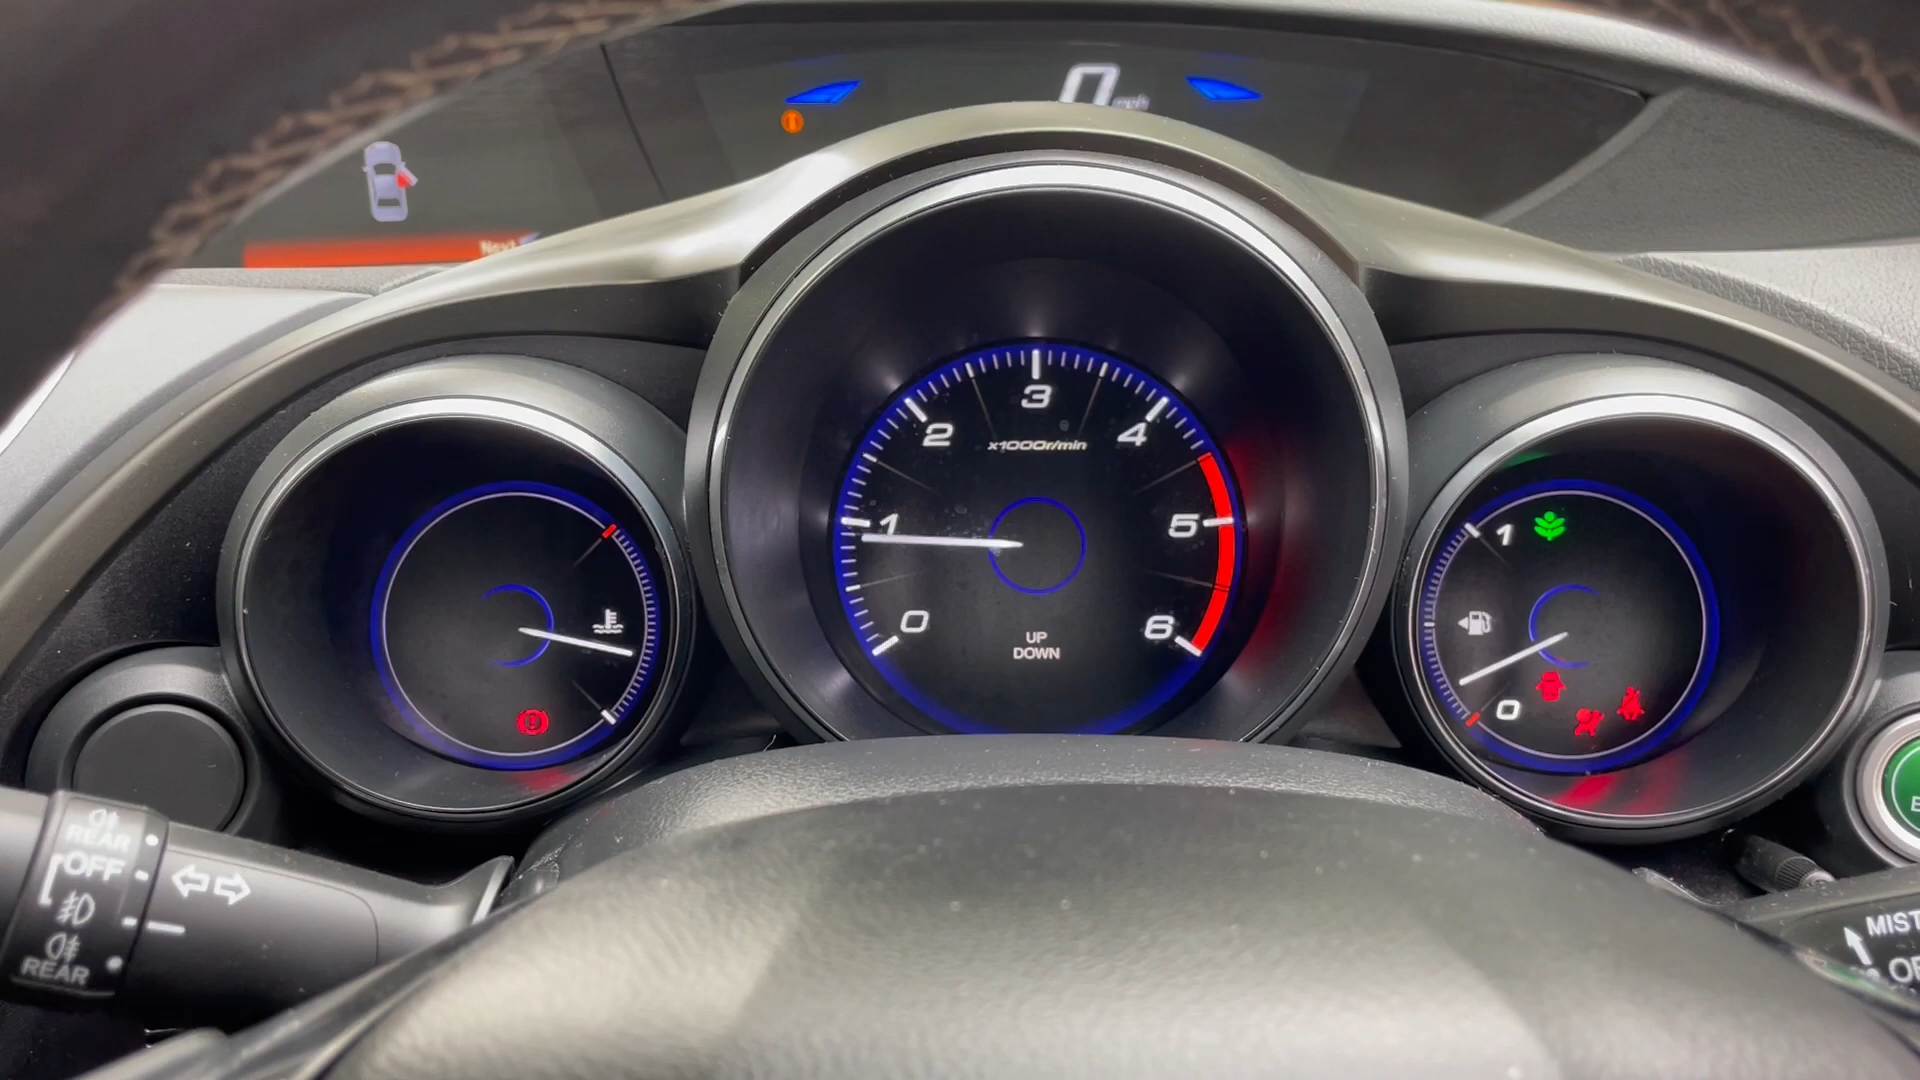 0 mph
Next
3
2
4
x1000r/min
1
5
0
6
UP
DOWN
1
0
REAR
OFF
REAR
MIST